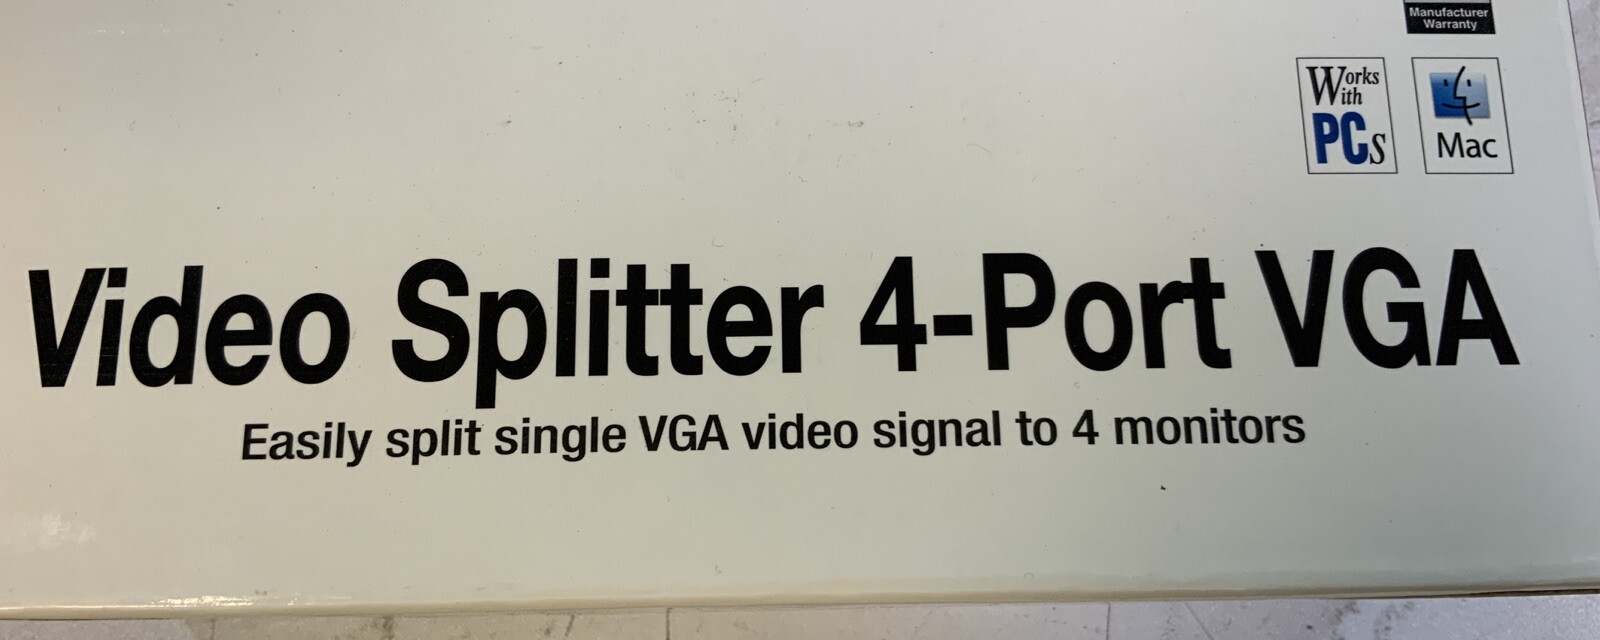 Manufacturer
Warranty
Works
With
PCs
Mac
Video Splitter 4-Port VGA
Easily split single VGA video signal to 4 monitors